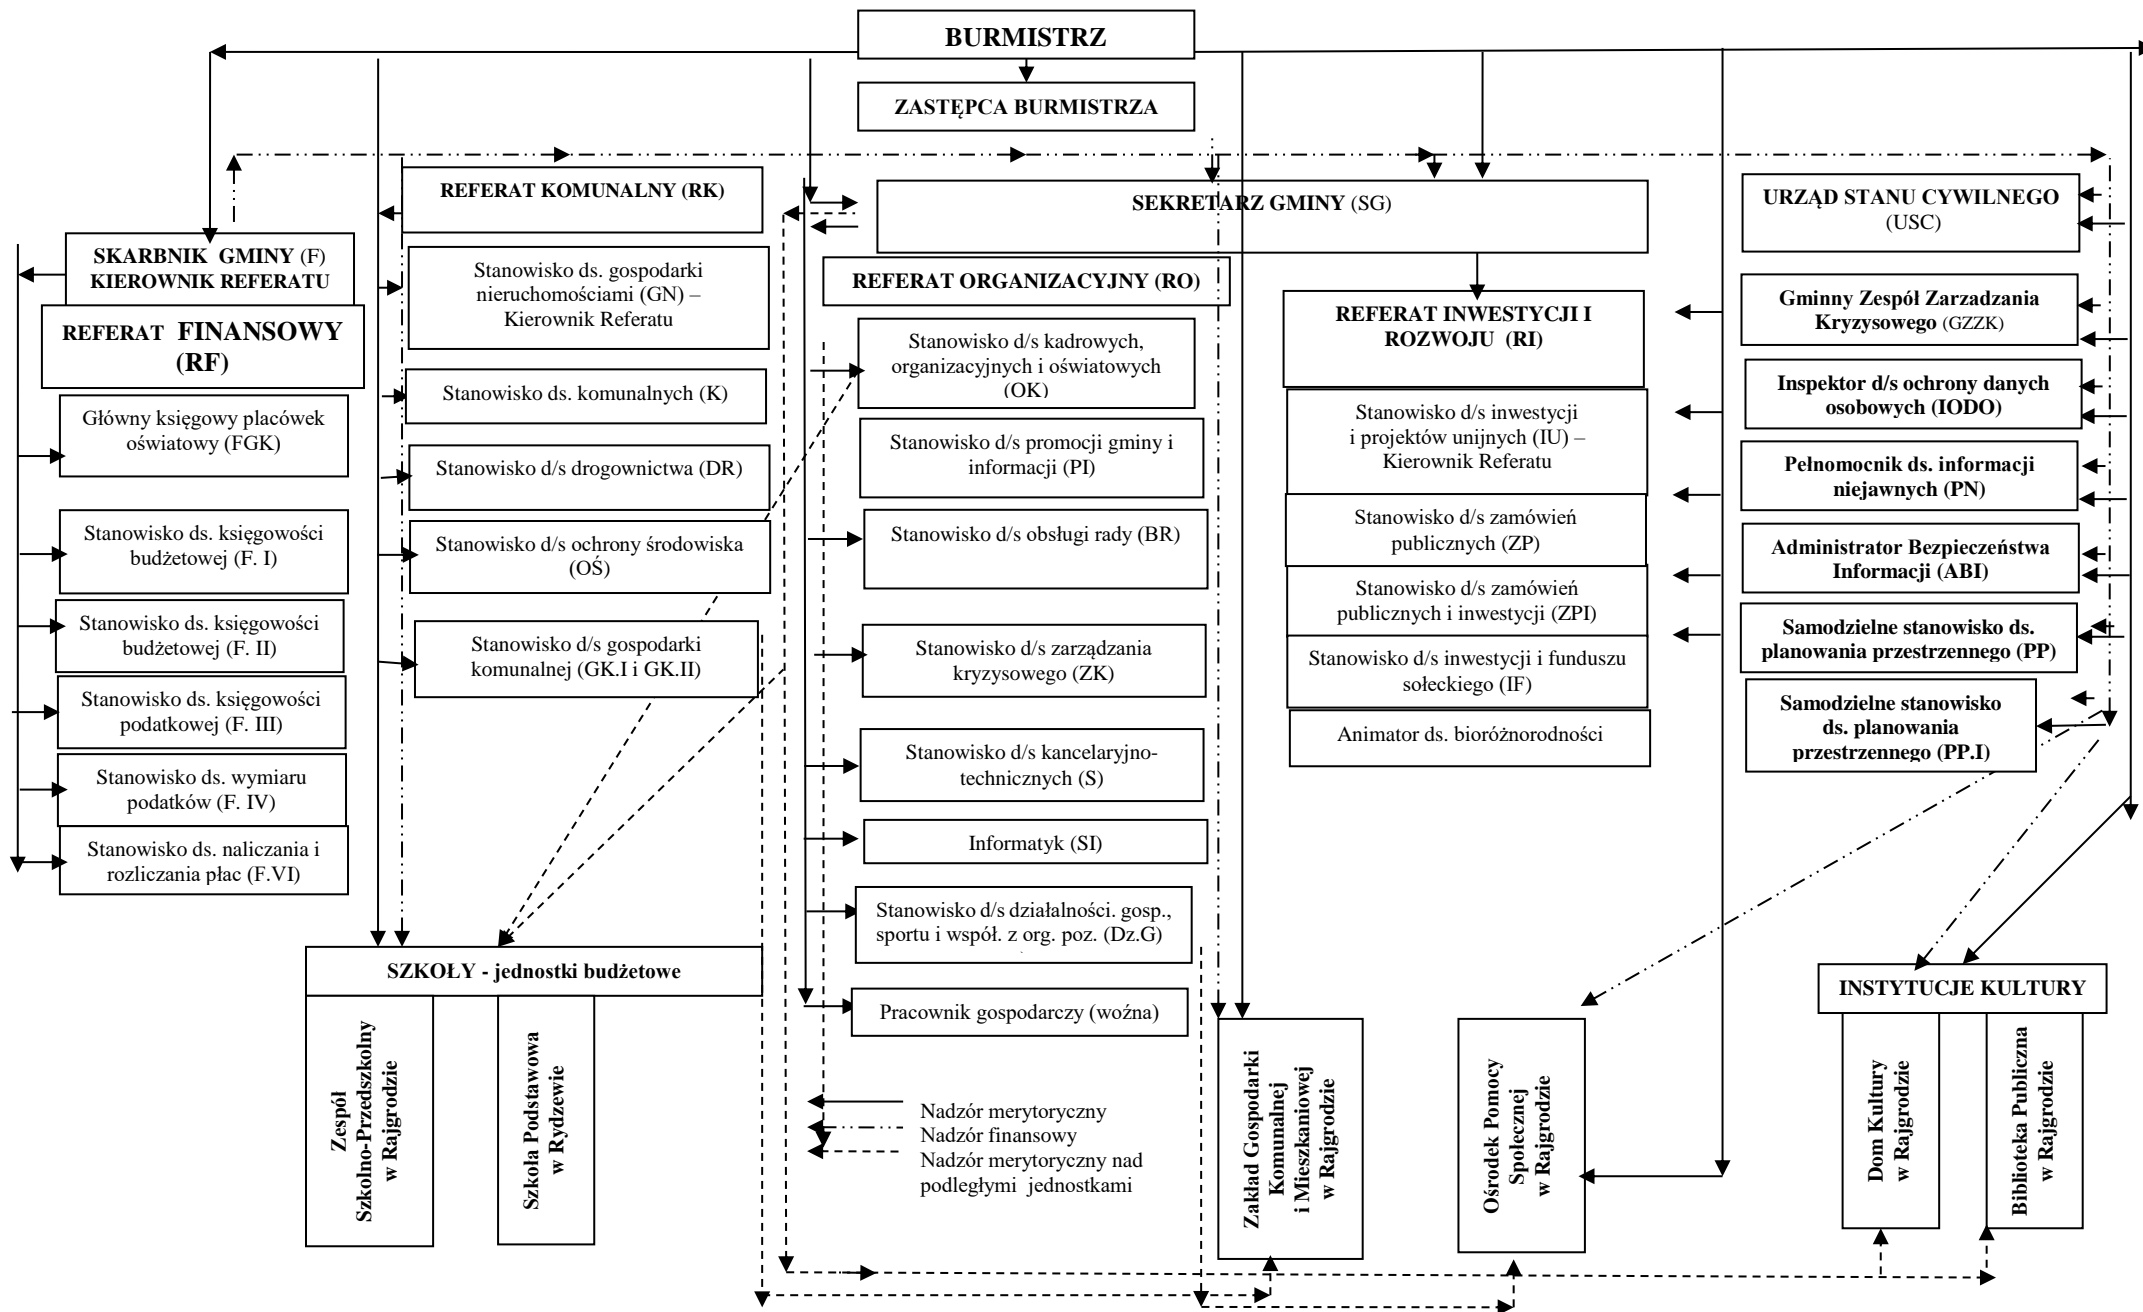 BURMISTRZ
ZASTĘPCA BURMISTRZA
SKARBNIK GMINY (F)
KIEROWNIK REFERATU
REFERAT FINANSOWY
(RF)
Główny księgowy placówek
oświatowy (FGK)
Stanowisko ds. księgowości
budżetowej (F. I)
Stanowisko ds. księgowości
budżetowej (F. II)
Stanowisko ds. księgowości
podatkowej (F. III)
Stanowisko ds. wymiaru
podatków (F. IV)
Stanowisko ds. naliczania i
rozliczania płac (F.VI)
REFERAT KOMUNALNY (RK)
Stanowisko ds. gospodarki
nieruchomościami (GN) –
Kierownik Referatu
Stanowisko ds. komunalnych (K)
Stanowisko d/s drogownictwa (DR)
Stanowisko d/s ochrony środowiska
(OŚ)
Stanowisko d/s gospodarki
komunalnej (GK.I i GK.II)
SZKOŁY - jednostki budżetowe
Zespół
Szkolno-Przedszkolny
w Rajgrodzie
Szkoła Podstawowa
w Rydzewie
SEKRETARZ GMINY (SG)
REFERAT ORGANIZACYJNY (RO)
Stanowisko d/s kadrowych,
organizacyjnych i oświatowych
(OK)
Stanowisko d/s promocji gminy i
informacji (PI)
Stanowisko d/s obsługi rady (BR)
Stanowisko d/s zarządzania
kryzysowego (ZK)
Stanowisko d/s kancelaryjno-
technicznych (S)
Informatyk (SI)
Stanowisko d/s działalności. gosp.,
sportu i współ. z org. poz. (Dz.G)
Pracownik gospodarczy (woźna)
Nadzór merytoryczny
Nadzór finansowy
Nadzór merytoryczny nad
podległymi jednostkami
REFERAT INWESTYCJI I
ROZWOJU (RI)
Stanowisko d/s inwestycji
i projektów unijnych (IU) –
Kierownik Referatu
Stanowisko d/s zamówień
publicznych (ZP)
Stanowisko d/s zamówień
publicznych i inwestycji (ZPI)
Stanowisko d/s inwestycji i funduszu
sołeckiego (IF)
Animator ds. bioróżnorodności
Zakład Gospodarki
Komunalnej
i Mieszkaniowej
w Rajgrodzie
Ośrodek Pomocy
Społecznej
w Rajgrodzie
URZĄD STANU CYWILNEGO
(USC)
Gminny Zespół Zarzadzania
Kryzysowego (GZZK)
Inspektor d/s ochrony danych
osobowych (IODO)
Pełnomocnik ds. informacji
niejawnych (PN)
Administrator Bezpieczeństwa
Informacji (ABI)
Samodzielne stanowisko ds.
planowania przestrzennego (PP)
Samodzielne stanowisko
ds. planowania
przestrzennego (PP.I)
INSTYTUCJE KULTURY
Dom Kultury
w Rajgrodzie
Biblioteka Publiczna
w Rajgrodzie